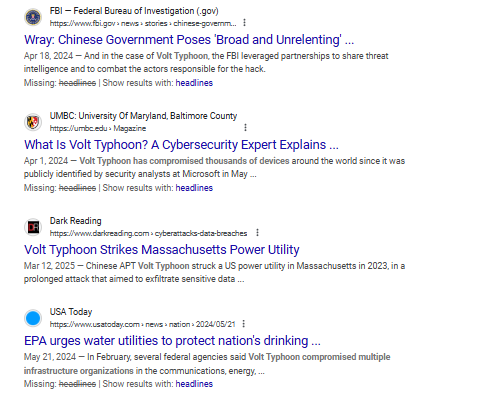 FBI — Federal Bureau of Investigation (.gov)
https://www.fbi.gov › news › stories › chinese-governm...
Wray: Chinese Government Poses 'Broad and Unrelenting' ...
Apr 18, 2024 — And in the case of Volt Typhoon, the FBI leveraged partnerships to share threat
intelligence and to combat the actors responsible for the hack.
Missing: headlines | Show results with: headlines
UMBC: University Of Maryland, Baltimore County
https://umbc.edu › Magazine
What Is Volt Typhoon? A Cybersecurity Expert Explains ...
Apr 1, 2024 — Volt Typhoon has compromised thousands of devices around the world since it was
publicly identified by security analysts at Microsoft in May ...
Missing: headlines | Show results with: headlines
DR
Dark Reading
https://www.darkreading.com › cyberattacks-data-breaches
Volt Typhoon Strikes Massachusetts Power Utility
Mar 12, 2025 — Chinese APT Volt Typhoon struck a US power utility in Massachusetts in 2023, in a
prolonged attack that aimed to exfiltrate sensitive data ...
USA Today
https://www.usatoday.com › news › nation › 2024/05/21
EPA urges water utilities to protect nation's drinking ...
May 21, 2024 — In February, several federal agencies said Volt Typhoon compromised multiple
infrastructure organizations in the communications, energy, ...
Missing: headlines | Show results with: headlines